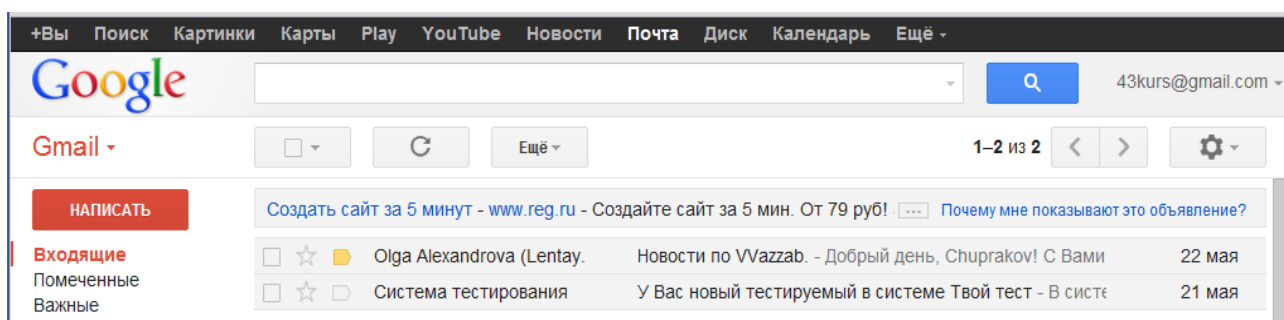 +Вы Поиск Картинки Карты Play YouTube Новости Почта Диск Календарь Ещё
Google 43kurs@gmail.com
Gmail Ещё 1–2 из 2
НАПИСАТЬ Создать сайт за 5 минут - www.reg.ru - Создайте сайт за 5 мин. От 79 руб! ... Почему мне показывают это объявление?
Входящие Olga Alexandrova (Lentay. Новости по VVazzab. - Добрый день, Chuprakov! С Вами 22 мая
Помеченные
Важные Система тестирования У Вас новый тестируемый в системе Твой тест - В систе 21 мая